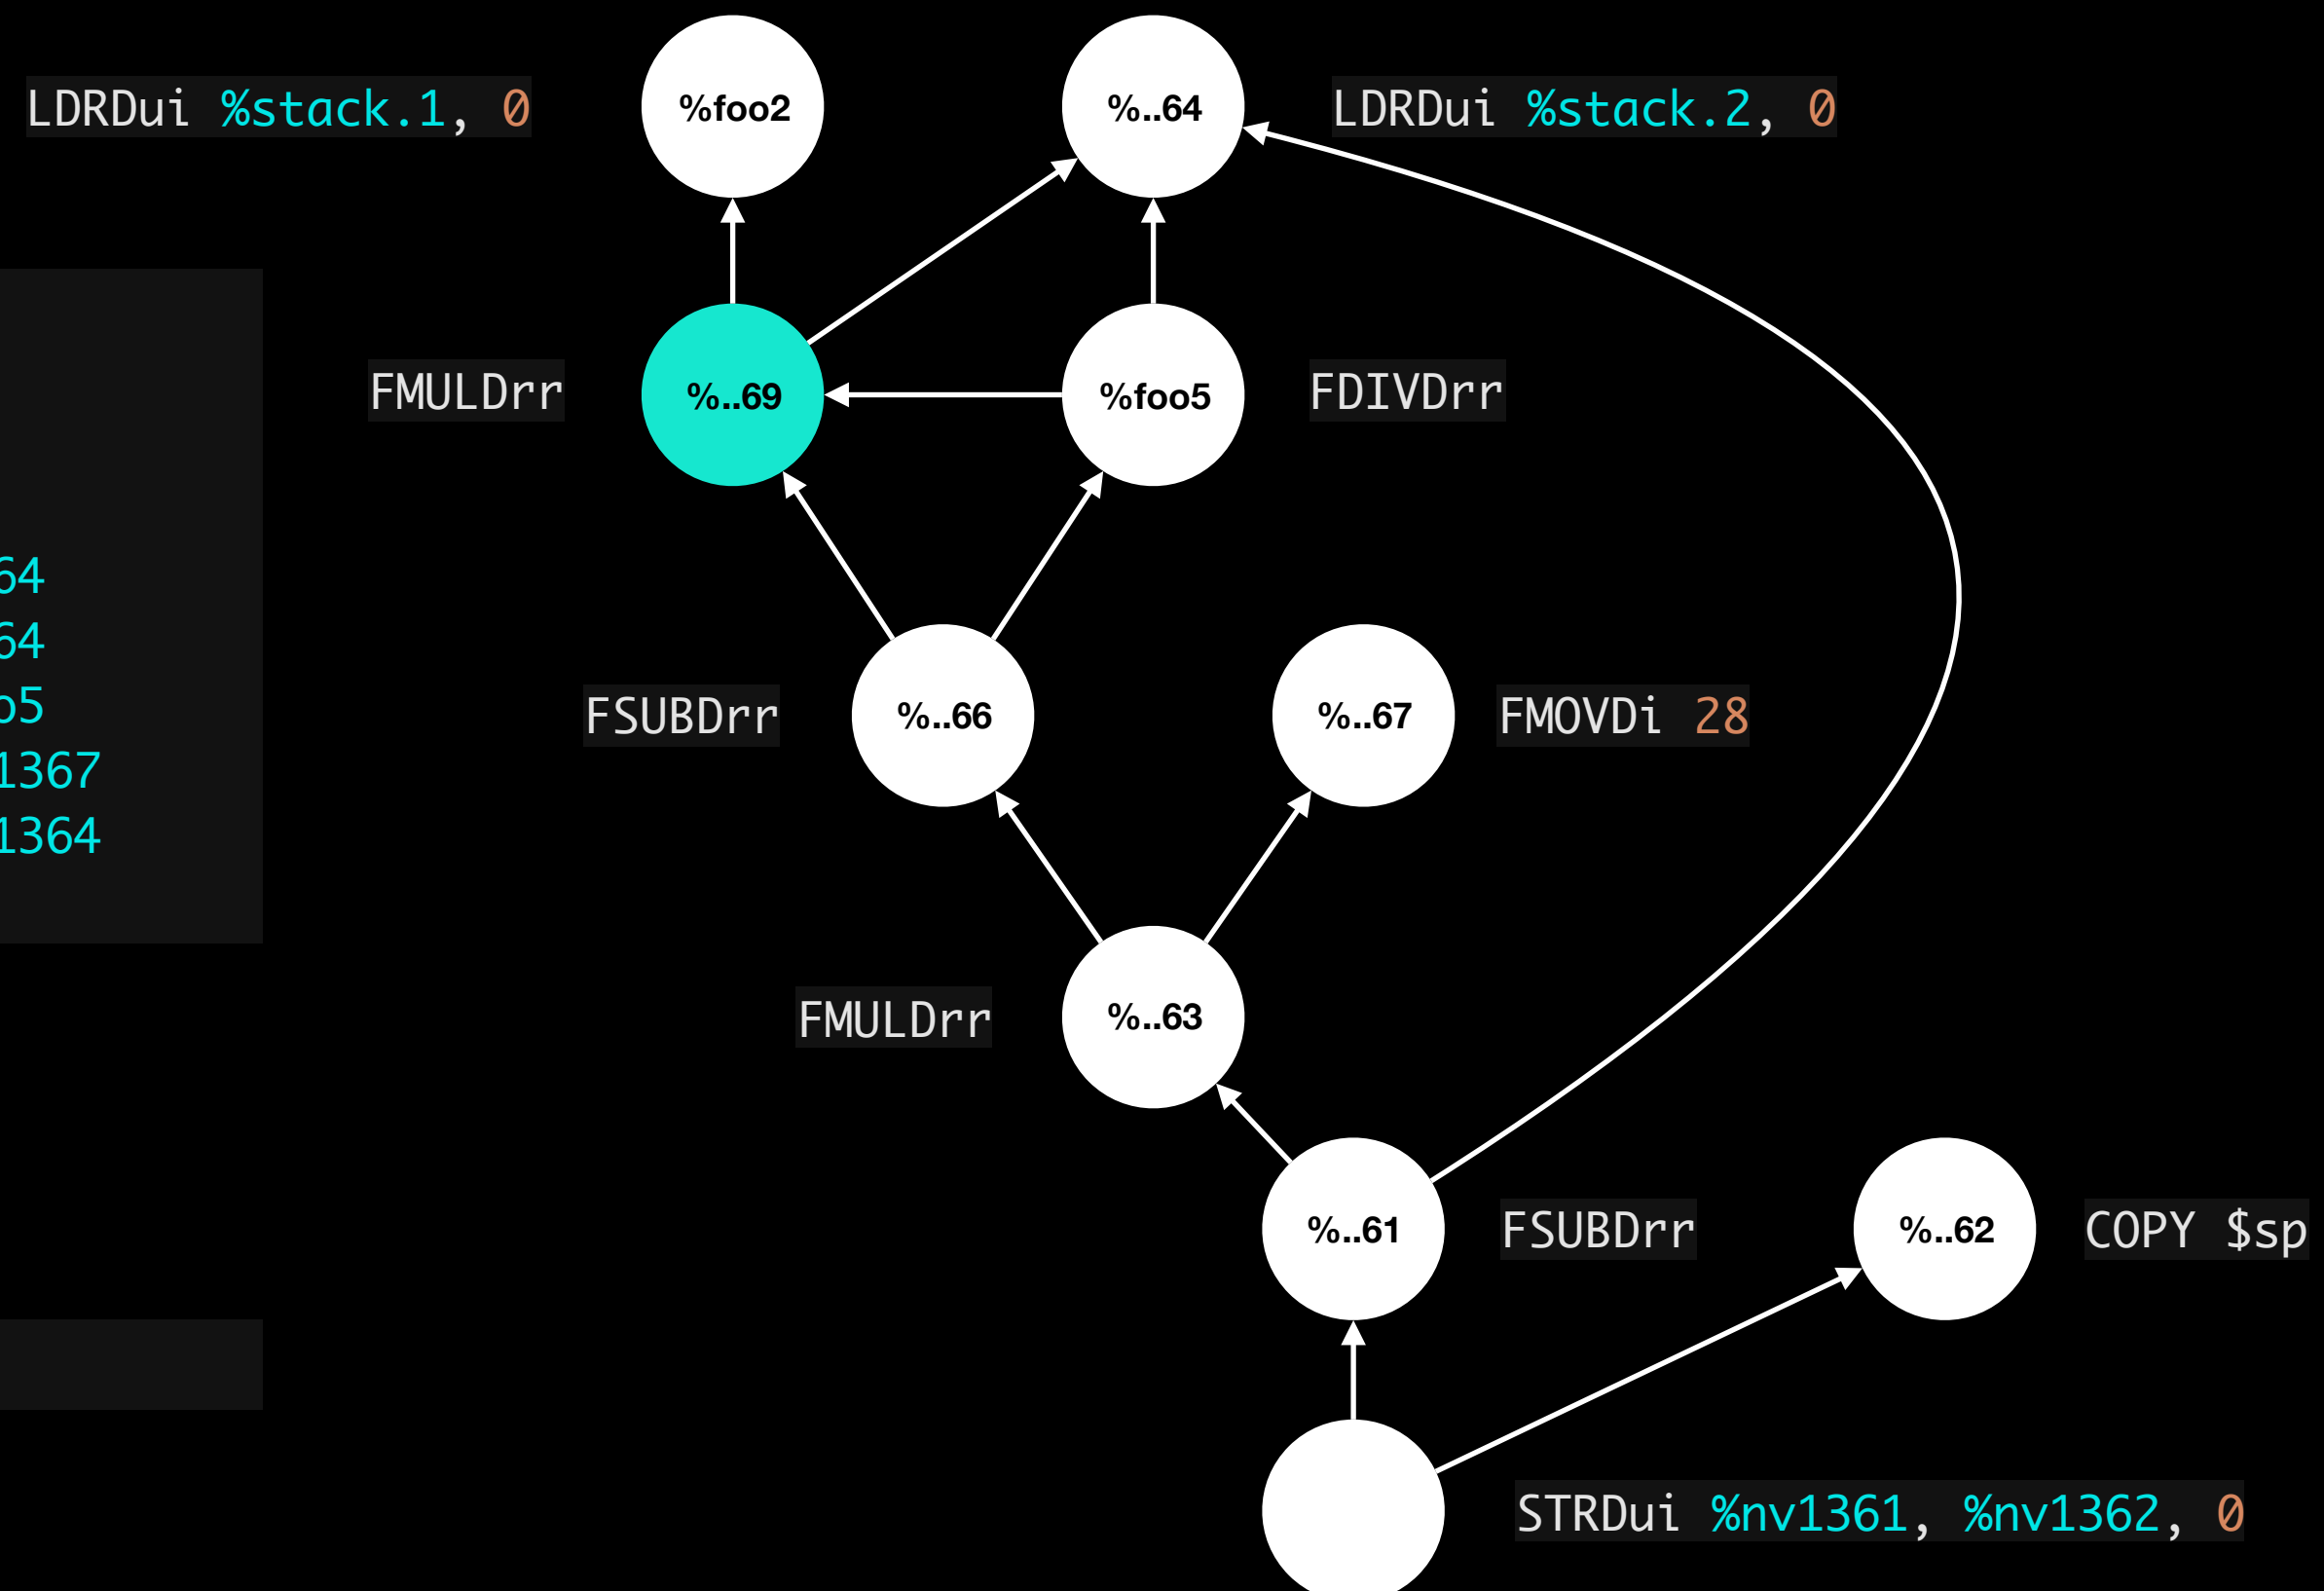 LDRDui %stack.1, 0
%foo2
%..64
LDRDui %stack.2, 0
FMULDrr
%..69
%foo5
FDIVDrr
64
64
o5
1367
1364
FSUBDrr
%..66
%..67
FMOVDi 28
FMULDrr
%..63
%..61
FSUBDrr
%..62
COPY $sp
STRDui %nv1361, %nv1362, 0